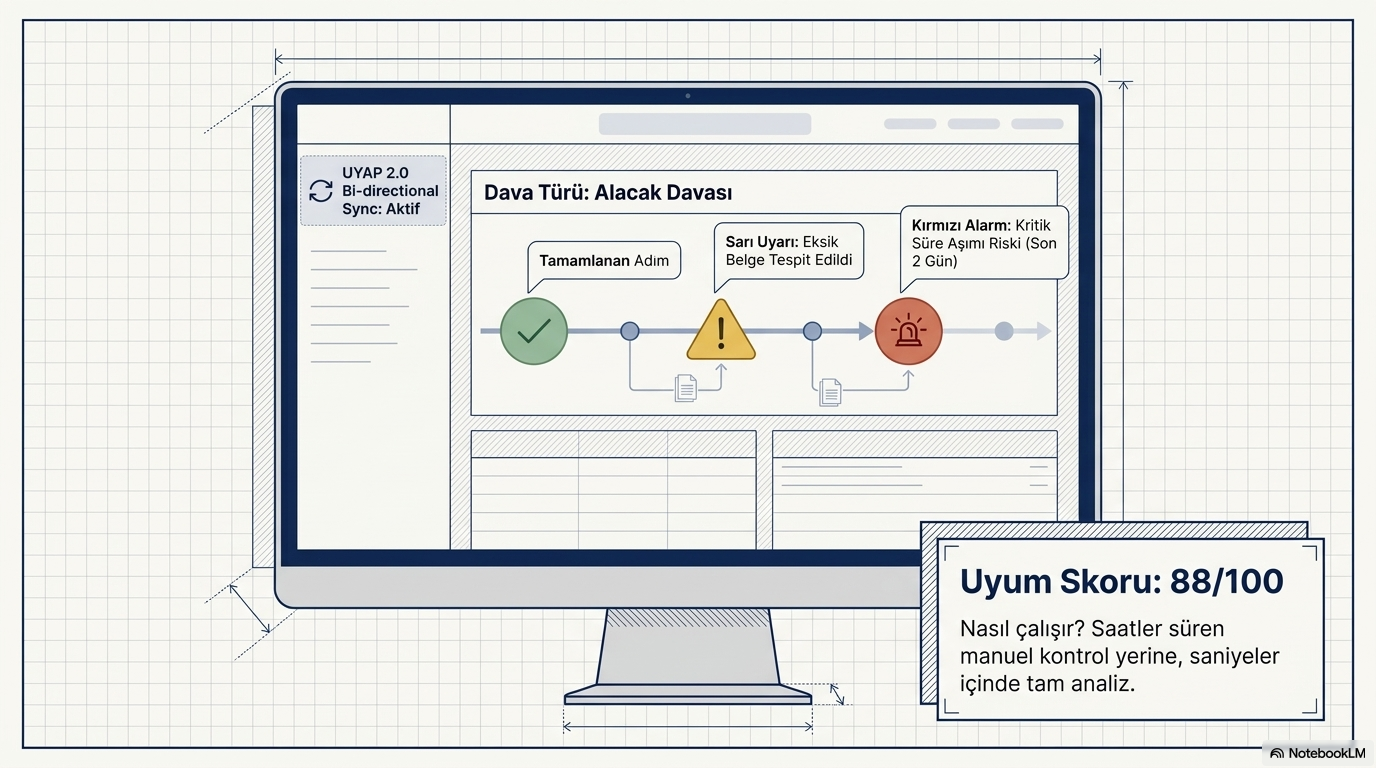 UYAP 2.0
Bi-directional
Sync: Aktif
Dava Türü: Alacak Davası
Tamamlanan Adım
Sarı Uyarı: Eksik
Belge Tespit Edildi
Kırmızı Alarm: Kritik
Süre Aşımı Riski (Son
2 Gün)
Uyum Skoru: 88/100
Nasıl çalışır? Saatler süren
manuel kontrol yerine, saniyeler
içinde tam analiz.
NotebookLM